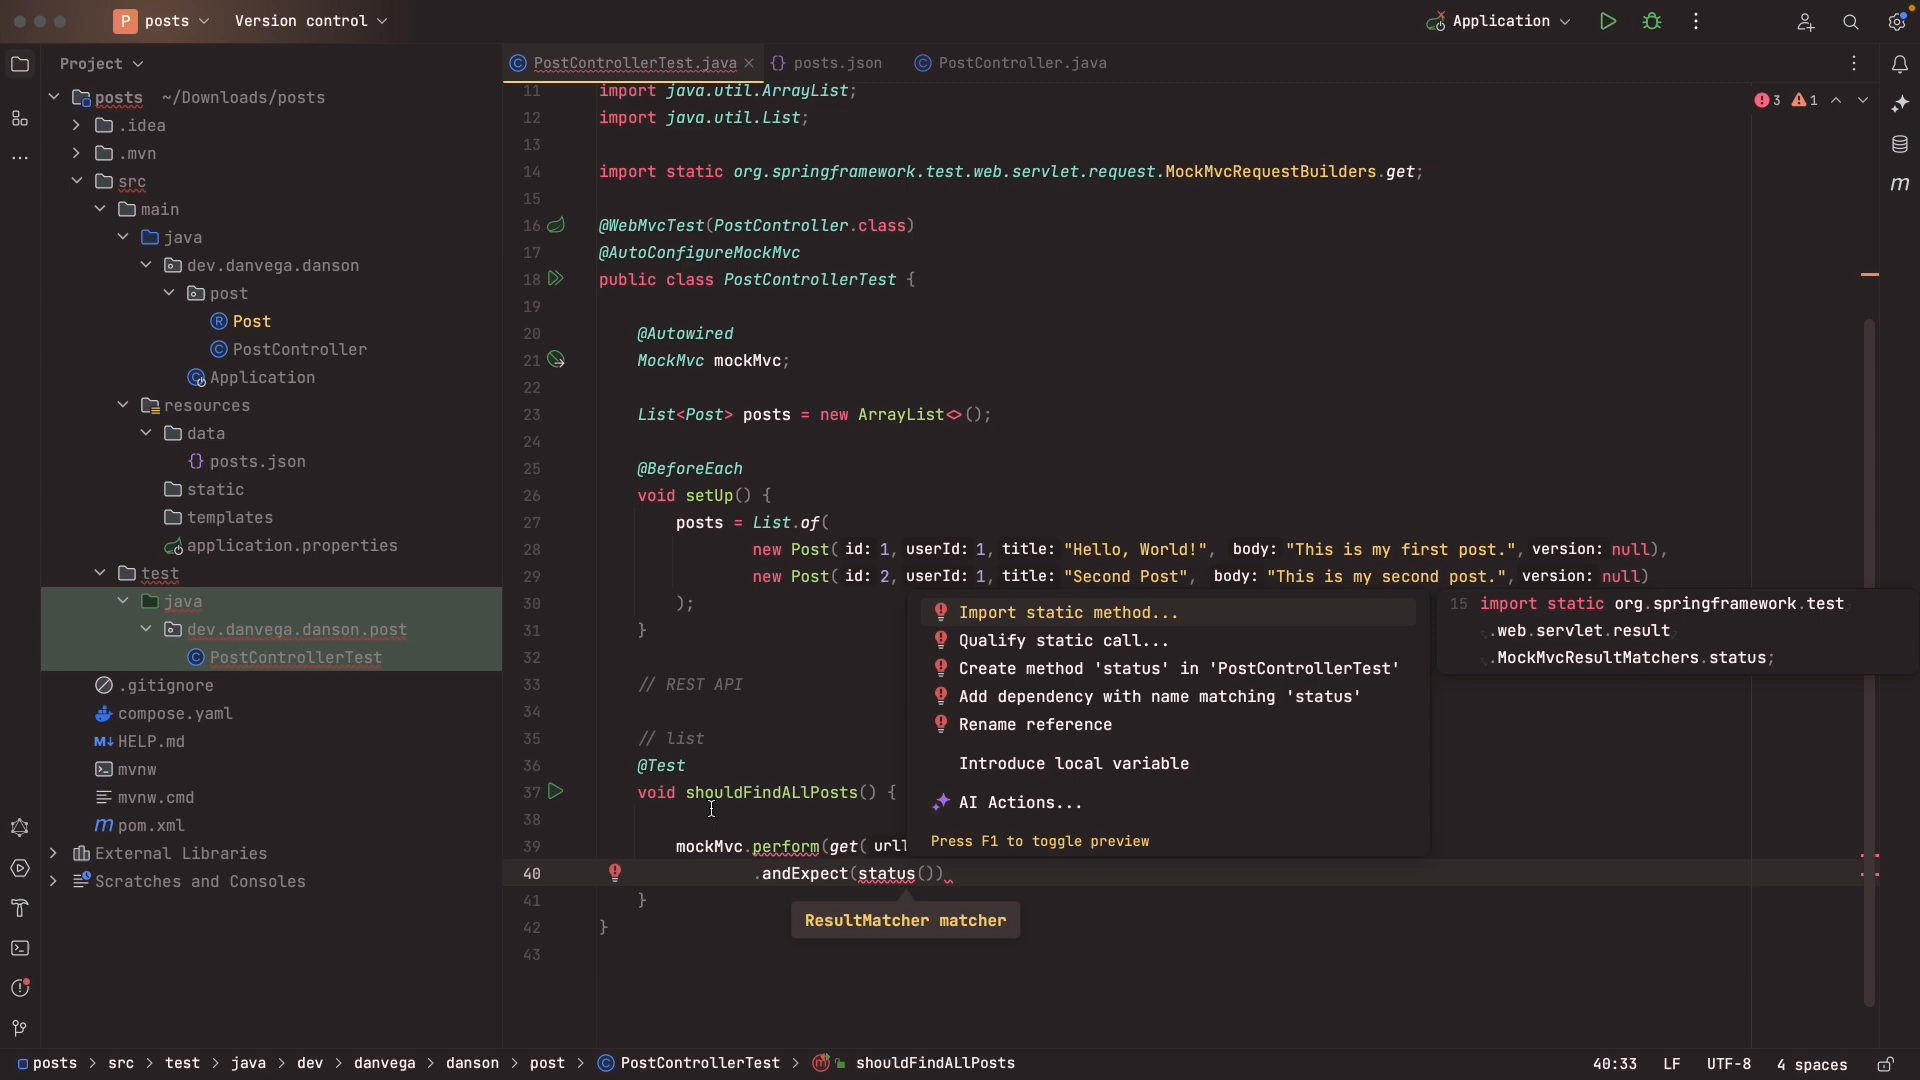 P posts Version control Application
Project
posts ~/Downloads/posts
.idea
.mvn
src
main
java
dev.danvega.danson
post
R Post
C PostController
C Application
resources
data
{} posts.json
static
templates
application.properties
test
java
dev.danvega.danson.post
C PostControllerTest
.gitignore
compose.yaml
M↓ HELP.md
mvnw
mvnw.cmd
m pom.xml
External Libraries
Scratches and Consoles
C PostControllerTest.java × {} posts.json C PostController.java
3 1
m
11 import java.util.ArrayList;
12 import java.util.List;
13
14 import static org.springframework.test.web.servlet.request.MockMvcRequestBuilders.get;
15
16 @WebMvcTest(PostController.class)
17 @AutoConfigureMockMvc
18 public class PostControllerTest {
19
20 @Autowired
21 MockMvc mockMvc;
22
23 List<Post> posts = new ArrayList<>();
24
25 @BeforeEach
26 void setUp() {
27 posts = List.of(
28 new Post( id: 1, userId: 1, title: "Hello, World!", body: "This is my first post.", version: null),
29 new Post( id: 2, userId: 1, title: "Second Post", body: "This is my second post.", version: null)
30 );
31 }
32
33 // REST API
34
35 // list
36 @Test
37 void shouldFindALlPosts() {
38
39 mockMvc.perform(get( url
40 .andExpect(status())
41 }
42 }
43
Import static method...
Qualify static call...
Create method 'status' in 'PostControllerTest'
Add dependency with name matching 'status'
Rename reference
Introduce local variable
AI Actions...
Press F1 to toggle preview
15 import static org.springframework.test
.web.servlet.result
.MockMvcResultMatchers.status;
ResultMatcher matcher
posts > src > test > java > dev > danvega > danson > post > C PostControllerTest > m shouldFindALlPosts 40:33 LF UTF-8 4 spaces